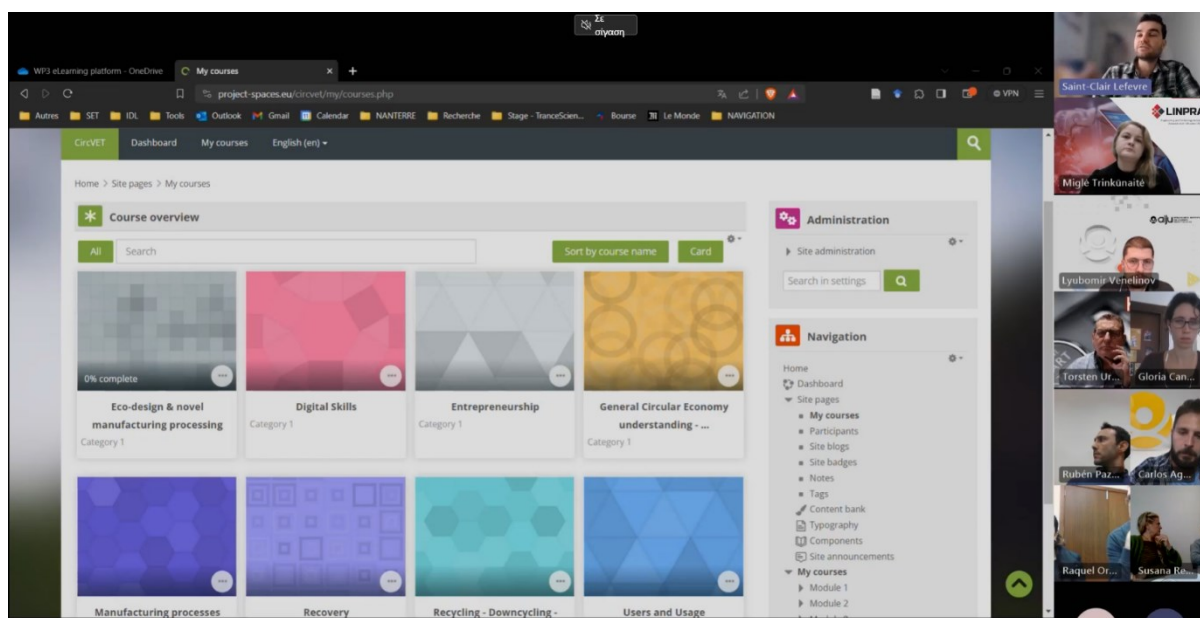 Σε
σίγαση
WP3 eLearning platform - OneDrive
My courses
project-spaces.eu/circvet/my/courses.php
VPN
Autres SET IDL Tools Outlook Gmail Calendar NANTERRE Recherche Stage - TranceScien... Bourse Le Monde NAVIGATION
CircVET Dashboard My courses English (en)
Home > Site pages > My courses
Course overview
All Search Sort by course name Card
0% complete
Eco-design & novel
manufacturing processing
Category 1
Digital Skills
Category 1
Entrepreneurship
Category 1
General Circular Economy
understanding - ...
Category 1
Manufacturing processes
Recovery
Recycling - Downcycling -
Users and Usage
Administration
Site administration
Search in settings
Navigation
Home
Dashboard
Site pages
My courses
Participants
Site blogs
Site badges
Notes
Tags
Content bank
Typography
Components
Site announcements
My courses
Module 1
Module 2
Saint-Clair Lefevre
LINPRA
Miglė Trinkūnaitė
Lyubomir Venelinov
Torsten Ur...
Gloria Can...
Rubén Paz...
Carlos Ag...
Raquel Or...
Susana Re...